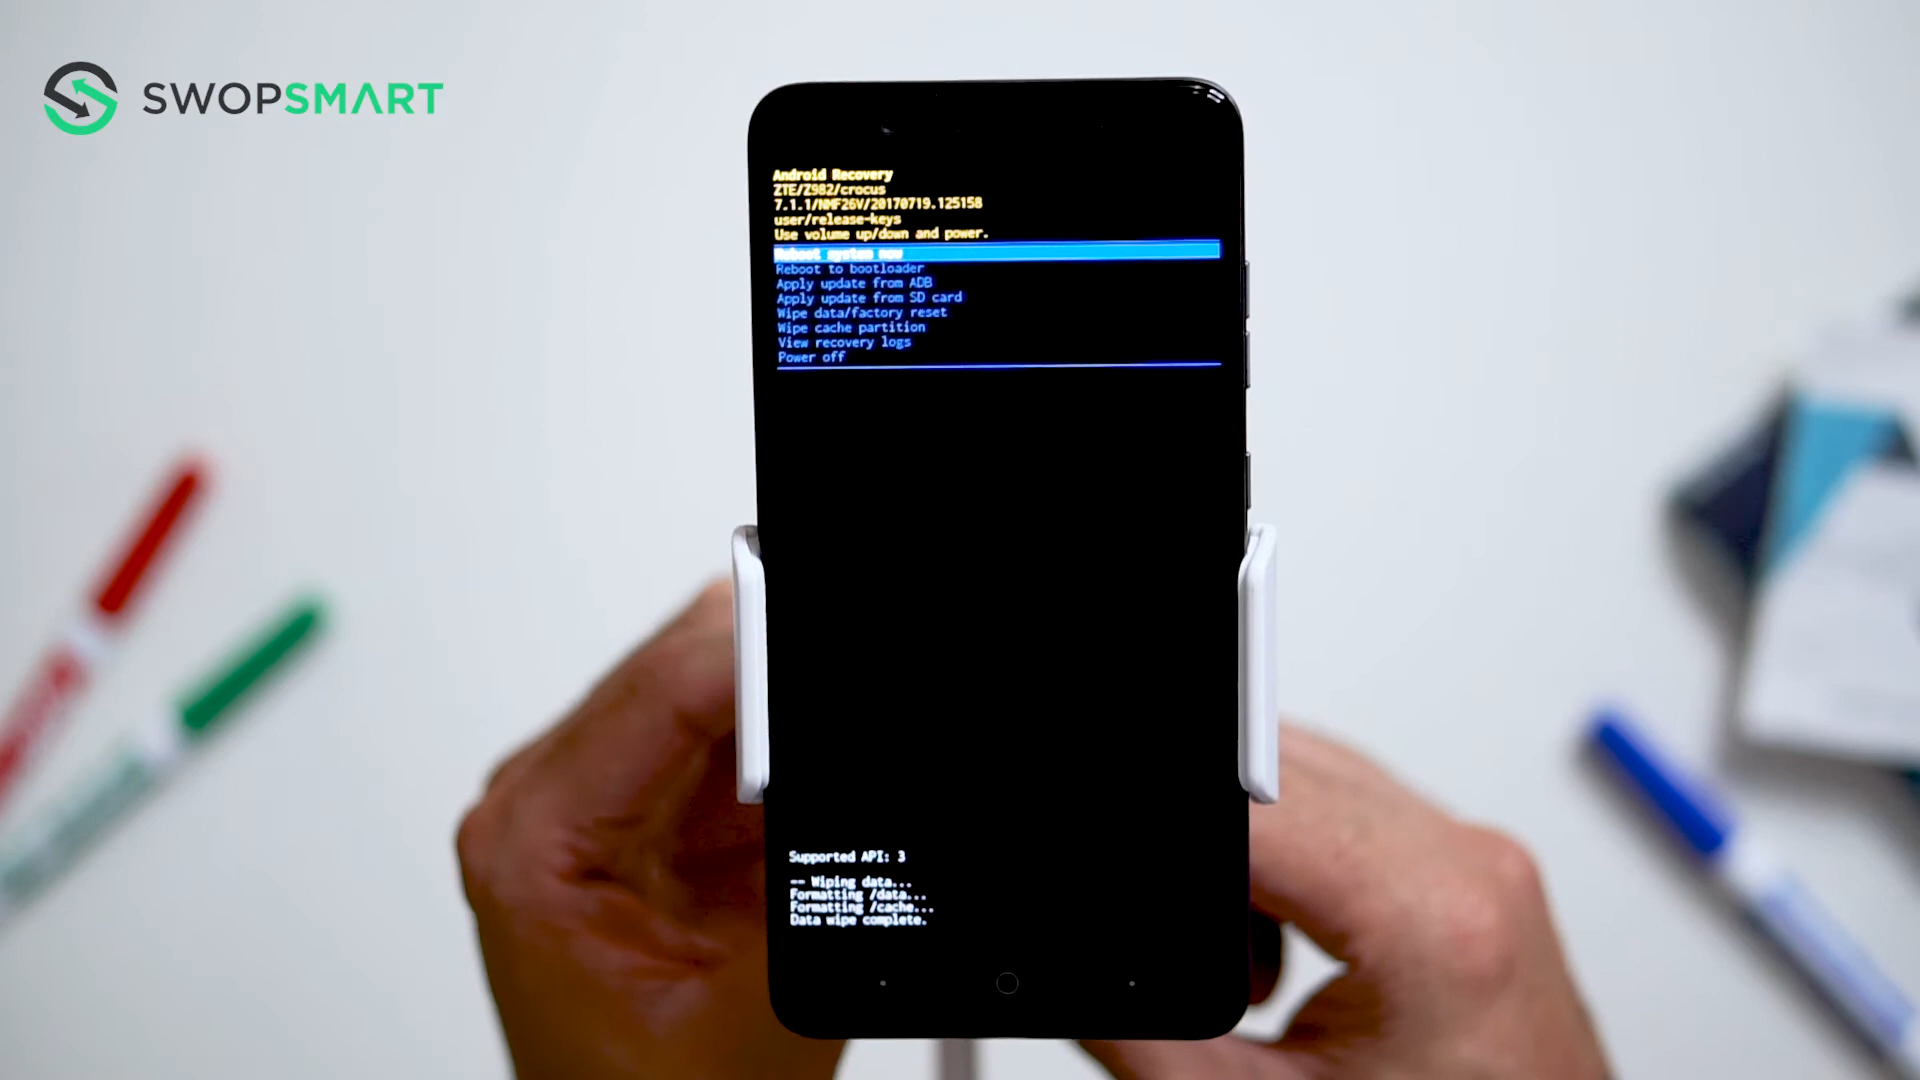 SWOPSMART
Android Recovery
ZTE/Z982/crocus
7.1.1/NMF26V/20170719.125158
user/release-keys
Use volume up/down and power.
Reboot system now
Reboot to bootloader
Apply update from ADB
Apply update from SD card
Wipe data/factory reset
Wipe cache partition
View recovery logs
Power off
Supported API: 3
-- Wiping data...
Formatting /data...
Formatting /cache...
Data wipe complete.